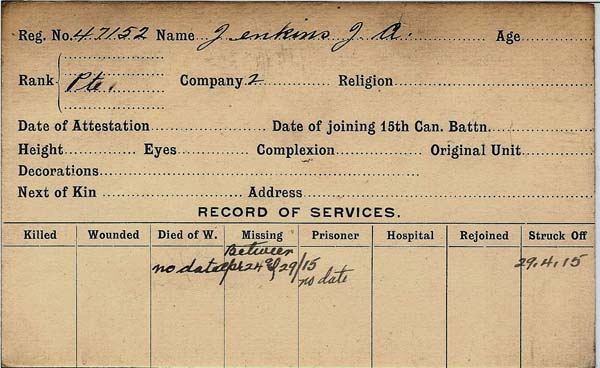 Reg. No. 47152 Name Jenkins J A. Age
Rank Pte. Company 2 Religion
Date of Attestation Date of joining 15th Can. Battn.
Height Eyes Complexion Original Unit
Decorations
Next of Kin Address
RECORD OF SERVICES.
Killed Wounded Died of W. Missing Prisoner Hospital Rejoined Struck Off
Between
no date apr 24 & 29/15 29.4.15
no date